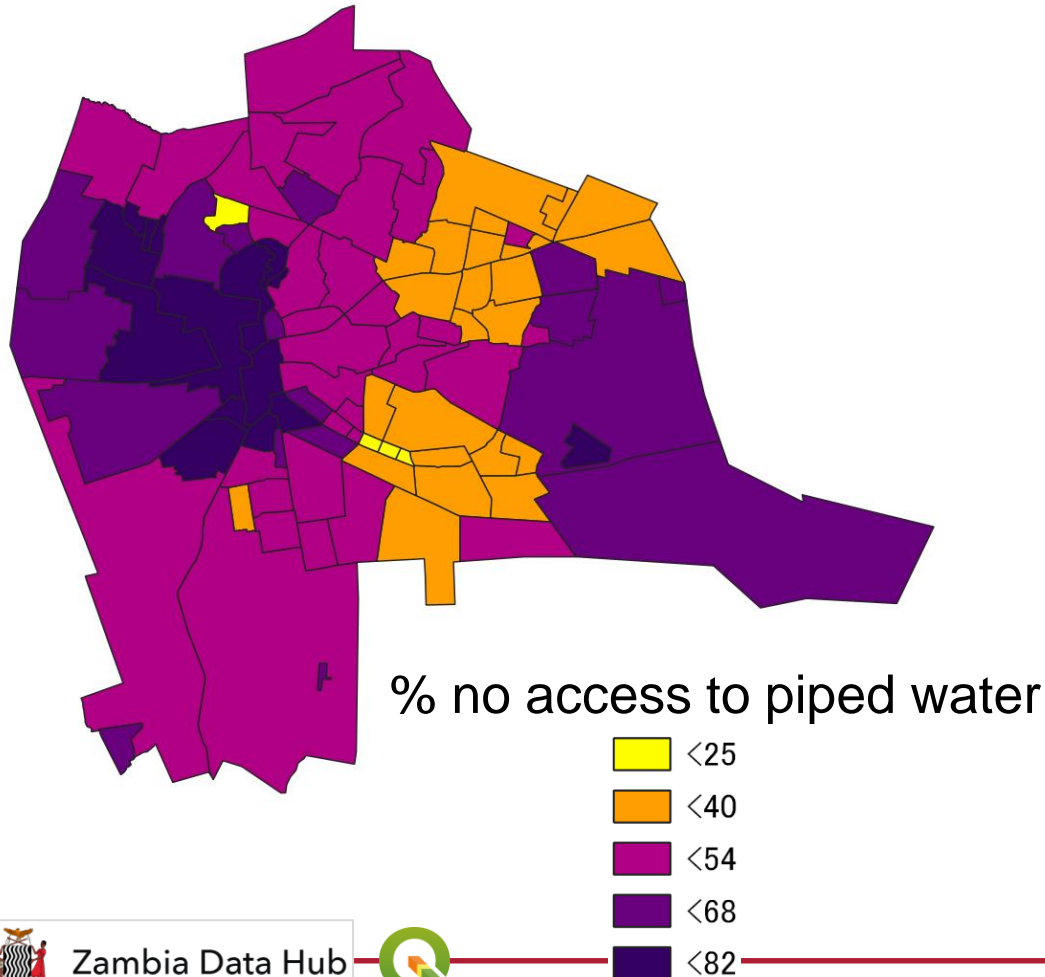 % no access to piped water
<25
<40
<54
<68
<82
Zambia Data Hub